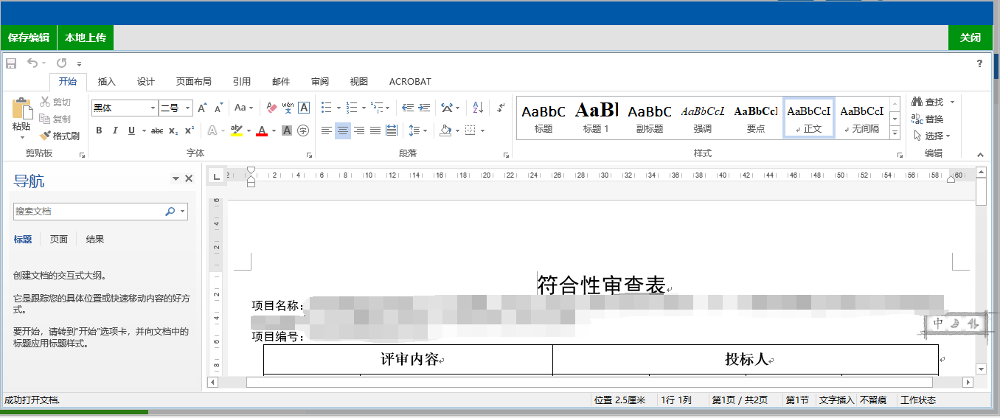 保存编辑 本地上传 关闭
?
开始 插入 设计 页面布局 引用 邮件 审阅 视图 ACROBAT
粘贴 剪切 复制 格式刷
剪贴板
黑体 二号 A A Aa wén 文 A
B I U abc x₂ x² A ab A A 字
字体
段落
AaBbC 标题
AaBl 标题 1
AaBbC 副标题
AaBbCcL 强调
AaBbCcI 要点
AaBbCcI 正文
AaBbCcI 无间隔
样式
查找
替换
选择
编辑
导航
搜索文档
标题 页面 结果
创建文档的交互式大纲。
它是跟踪您的具体位置或快速移动内容的好方
式。
要开始，请转到“开始”选项卡，并向文档中的
标题应用标题样式。
L 2 2 4 6 8 10 12 14 16 18 20 22 24 26 28 30 32 34 36 38 40 42 44 46 48 50 52 54 56 58 60
6 4 2 2 4 6 8
符合性审查表
项目名称：
项目编号：
评审内容 投标人
中
成功打开文档. 位置 2.5厘米 1行 1列 第1页 / 共2页 第1节 文字插入 不留痕 工作状态